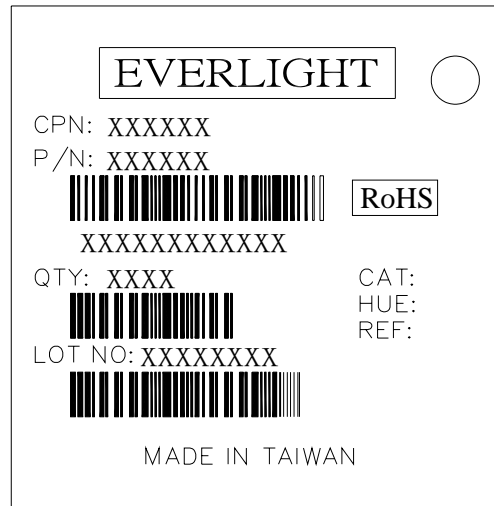 EVERLIGHT
CPN: XXXXXX
P/N: XXXXXX
RoHS
XXXXXXXXXXXX
QTY: XXXX
CAT:
HUE:
REF:
LOT NO: XXXXXXXX
MADE IN TAIWAN